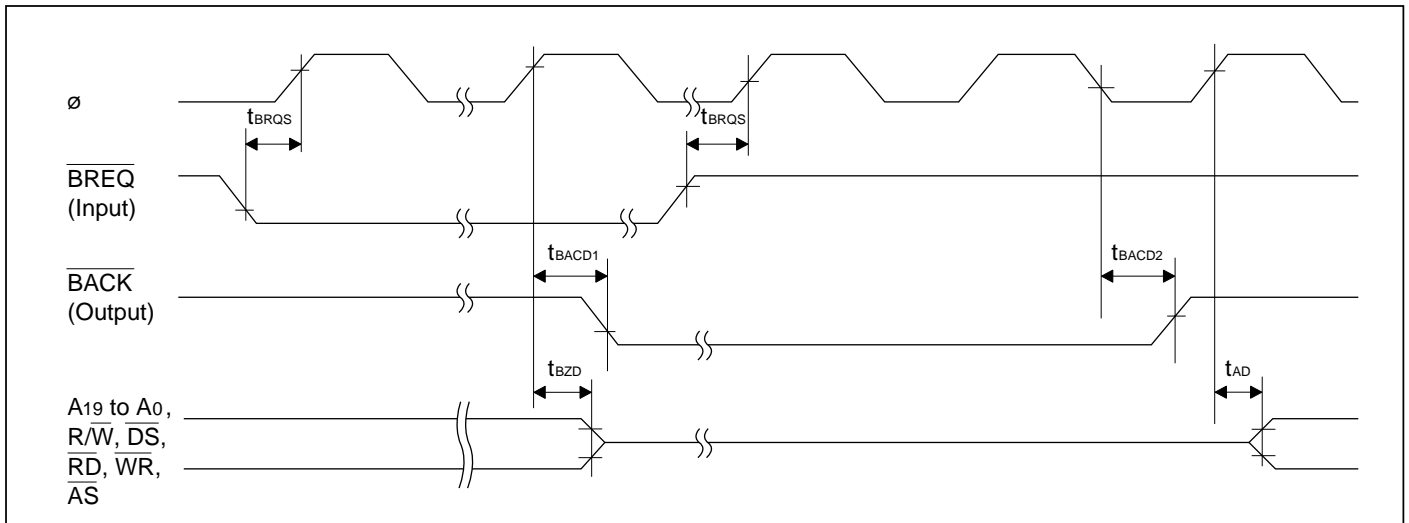 ø
tBRQS
tBRQS
BREQ
(Input)
tBACD1
tBACD2
BACK
(Output)
tBZD
tAD
A19 to A0,
R/W, DS,
RD, WR,
AS